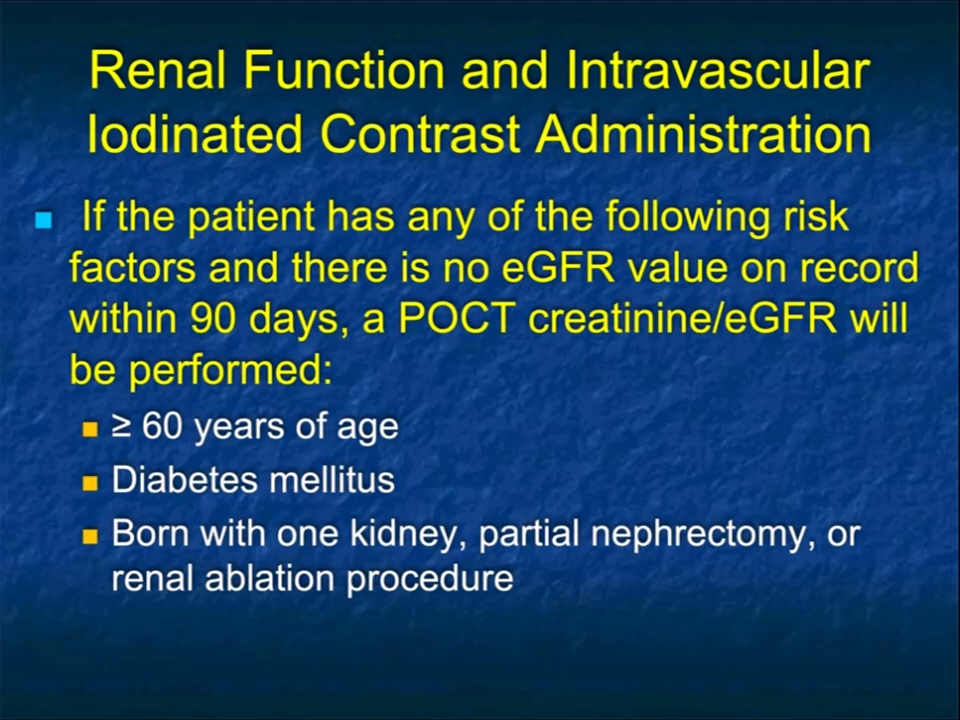 Renal Function and Intravascular
Iodinated Contrast Administration
If the patient has any of the following risk
factors and there is no eGFR value on record
within 90 days, a POCT creatinine/eGFR will
be performed:
≥ 60 years of age
Diabetes mellitus
Born with one kidney, partial nephrectomy, or
renal ablation procedure